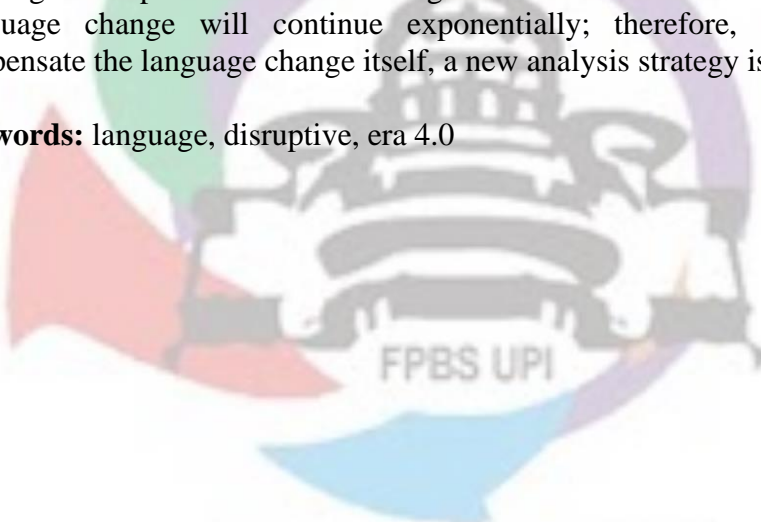 uage change will continue exponentially; therefore,
pensate the language change itself, a new analysis strategy is
words: language, disruptive, era 4.0
FPBS UPI